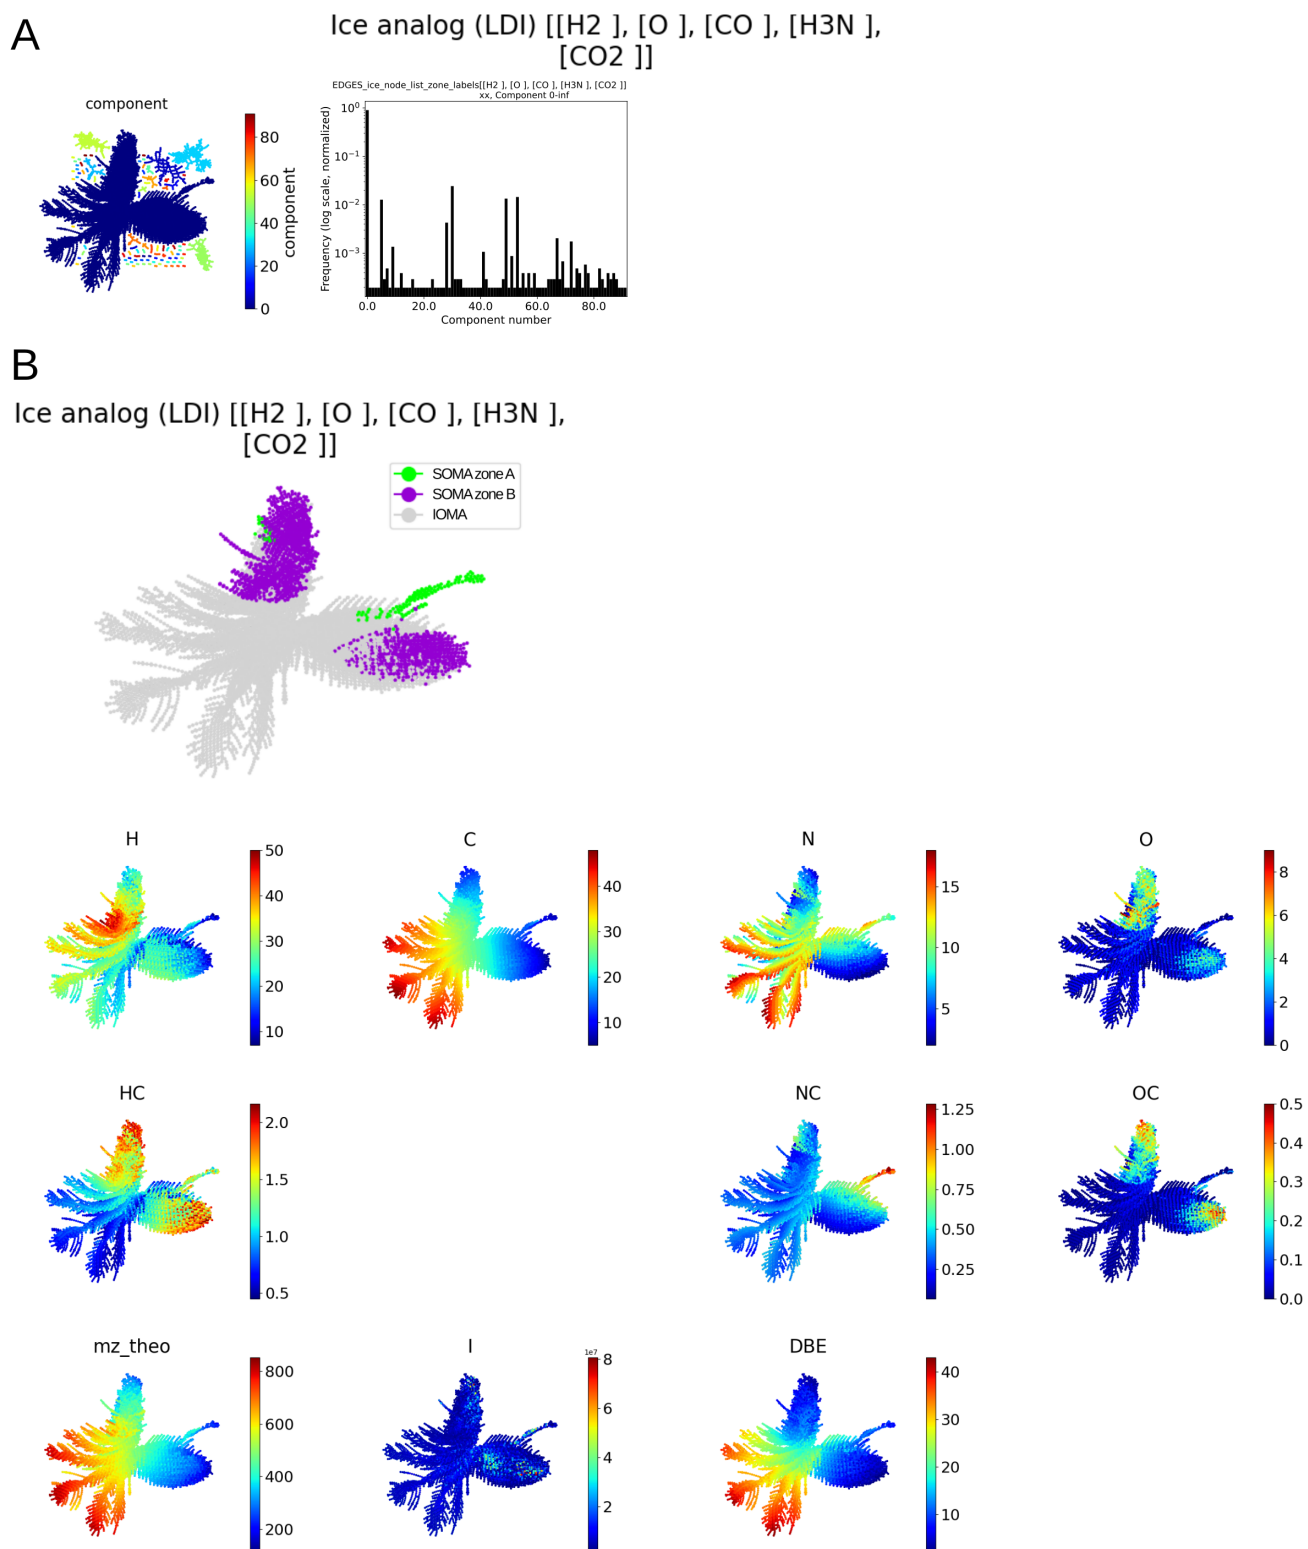 A
Ice analog (LDI) [[H2 ], [O ], [CO ], [H3N ],
[CO2 ]]
component
80
60
40
20
0
component
EDGES_ice_node_list_zone_labels[[H2 ], [O ], [CO ], [H3N ], [CO2 ]]
xx, Component 0-inf
10^0
10^-1
10^-2
10^-3
Frequency (log scale, normalized)
0.0 20.0 40.0 60.0 80.0
Component number
B
Ice analog (LDI) [[H2 ], [O ], [CO ], [H3N ],
[CO2 ]]
SOMA zone A
SOMA zone B
IOMA
H
50
40
30
20
10
C
40
30
20
10
N
15
10
5
O
8
6
4
2
0
HC
2.0
1.5
1.0
0.5
NC
1.25
1.00
0.75
0.50
0.25
OC
0.5
0.4
0.3
0.2
0.1
0.0
mz_theo
800
600
400
200
I
1e7
8
6
4
2
DBE
40
30
20
10